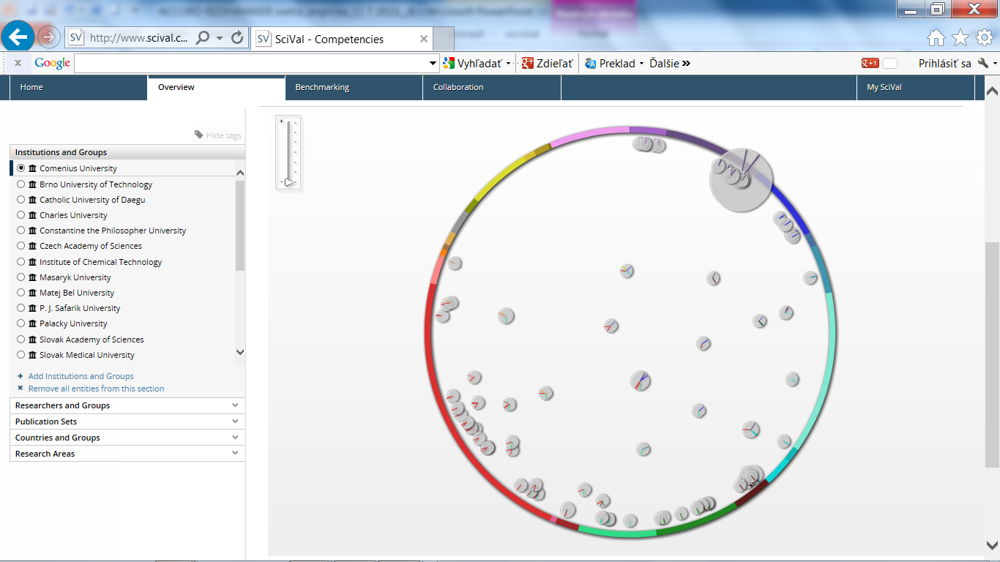 SV http://www.scival.c...
SV SciVal - Competencies
x Google Vyhľadať Zdieľať Preklad Ďalšie » +1 Prihlásiť sa
Home Overview Benchmarking Collaboration My SciVal
Hide tags
Institutions and Groups
Comenius University
Brno University of Technology
Catholic University of Daegu
Charles University
Constantine the Philosopher University
Czech Academy of Sciences
Institute of Chemical Technology
Masaryk University
Matej Bel University
P. J. Safarik University
Palacky University
Slovak Academy of Sciences
Slovak Medical University
+ Add Institutions and Groups
x Remove all entities from this section
Researchers and Groups
Publication Sets
Countries and Groups
Research Areas
+
-